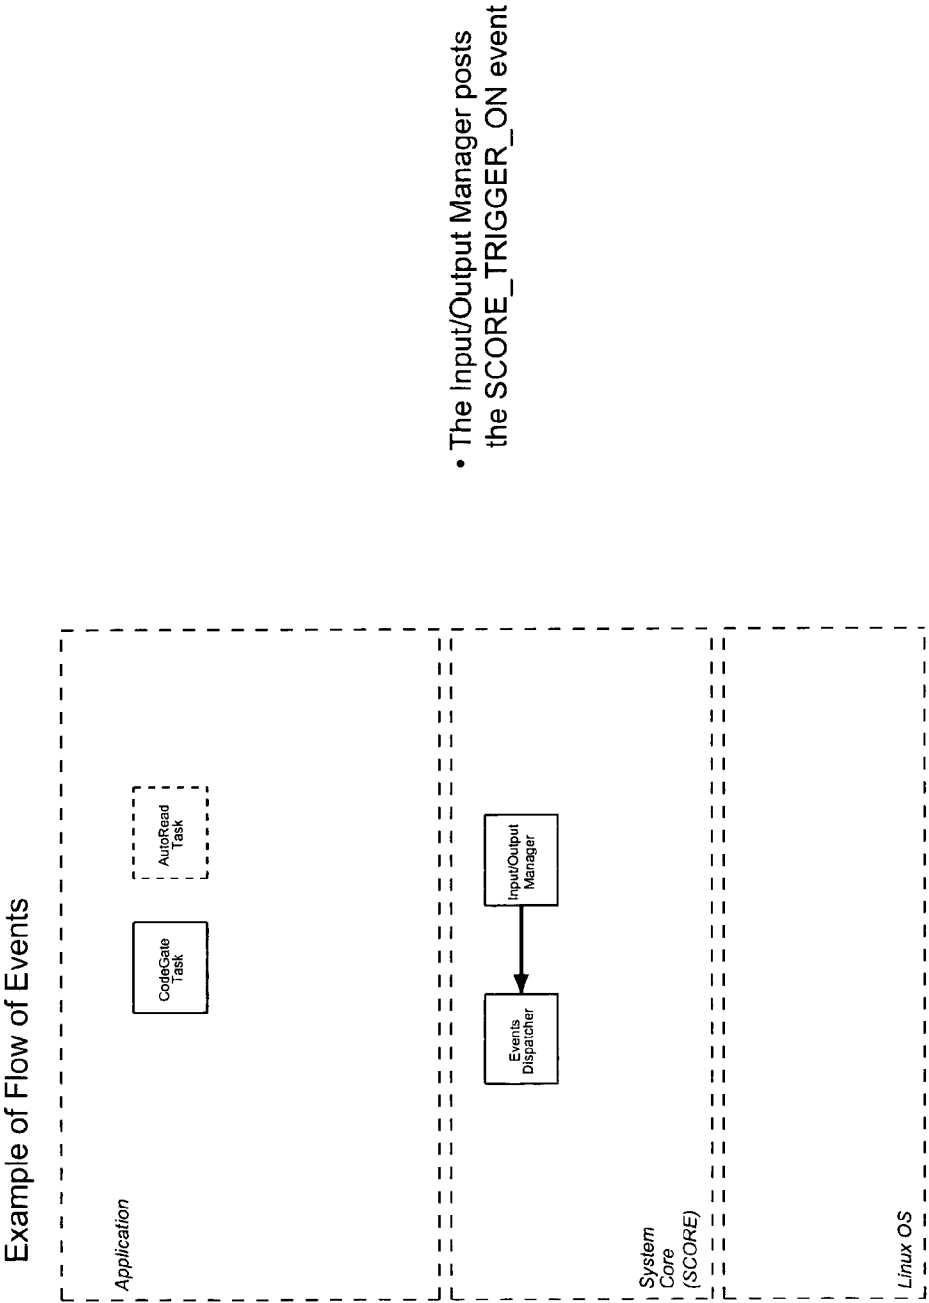 Example of Flow of Events
Application
CodeGate
Task
AutoRead
Task
System
Core
(SCORE)
Events
Dispatcher
Input/Output
Manager
Linux OS
• The Input/Output Manager posts
the SCORE_TRIGGER_ON event